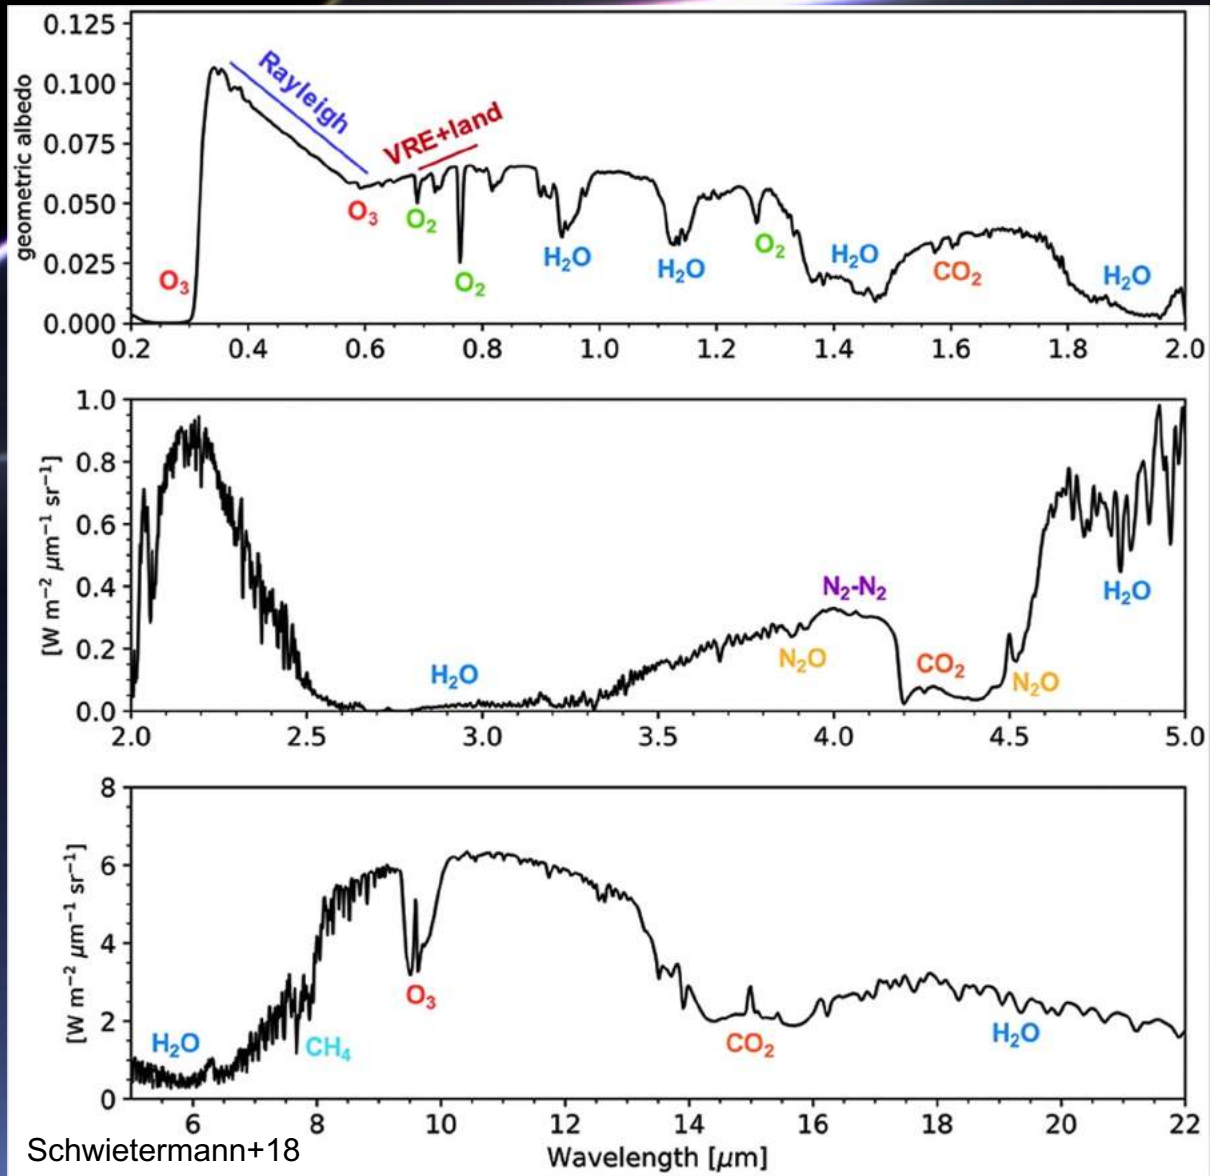 geometric albedo
0.125
0.100
0.075
0.050
0.025
0.000
Rayleigh
VRE+land
O₃
O₃
O₂
O₂
H₂O
H₂O
O₂
H₂O
CO₂
H₂O
0.2 0.4 0.6 0.8 1.0 1.2 1.4 1.6 1.8 2.0
[W m⁻² μm⁻¹ sr⁻¹]
1.0
0.8
0.6
0.4
0.2
0.0
H₂O
N₂-N₂
N₂O
CO₂
N₂O
H₂O
2.0 2.5 3.0 3.5 4.0 4.5 5.0
[W m⁻² μm⁻¹ sr⁻¹]
8
6
4
2
0
H₂O
CH₄
O₃
CO₂
H₂O
6 8 10 12 14 16 18 20 22
Wavelength [μm]
Schwietermann+18